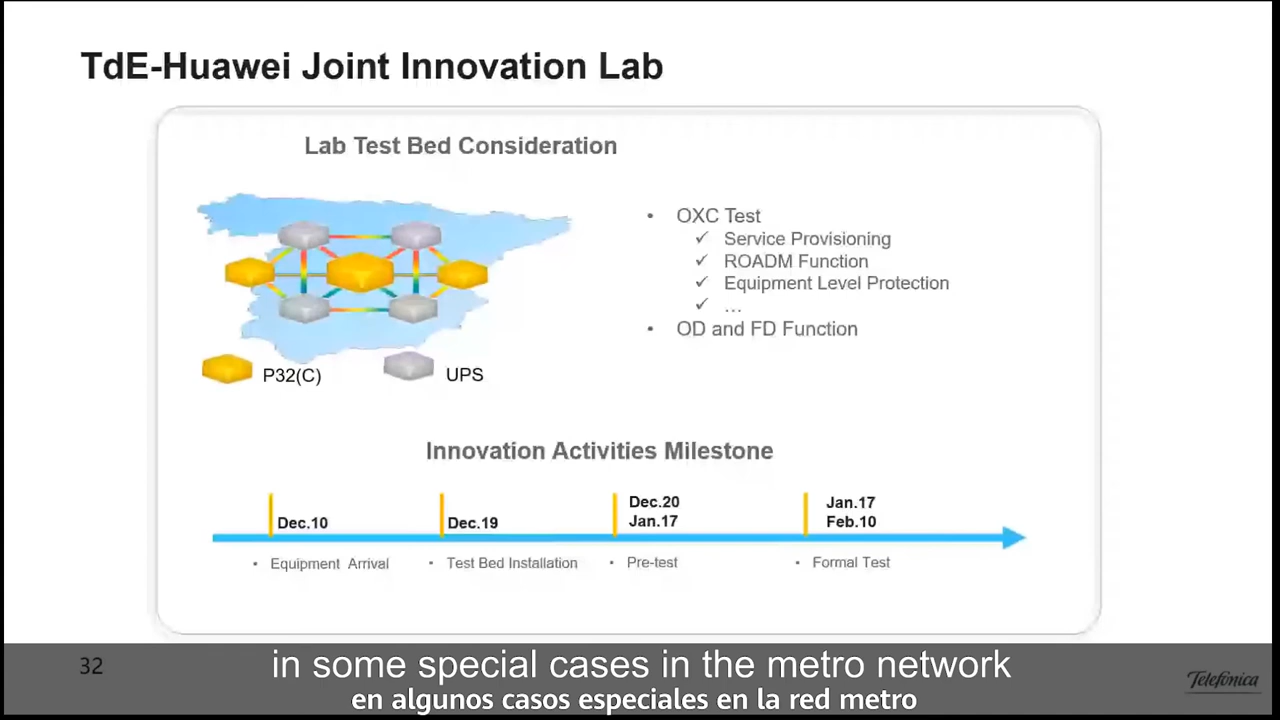 TdE-Huawei Joint Innovation Lab
Lab Test Bed Consideration
• OXC Test
✓ Service Provisioning
✓ ROADM Function
✓ Equipment Level Protection
✓ ...
• OD and FD Function
P32(C)
UPS
Innovation Activities Milestone
Dec.10
Dec.19
Dec.20
Jan.17
Jan.17
Feb.10
• Equipment Arrival
• Test Bed Installation
• Pre-test
• Formal Test
32
in some special cases in the metro network
en algunos casos especiales en la red metro
Telefónica